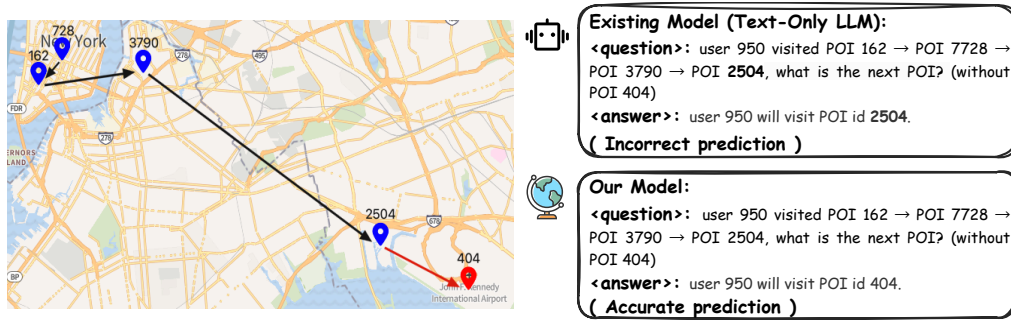 728
New York
162
3790
278
495
FDR
278
ERNORS
LAND
2504
678
404
BP
John F. Kennedy
International Airport
Existing Model (Text-Only LLM):
<question>: user 950 visited POI 162 → POI 7728 →
POI 3790 → POI 2504, what is the next POI? (without
POI 404)
<answer>: user 950 will visit POI id 2504.
( Incorrect prediction )
Our Model:
<question>: user 950 visited POI 162 → POI 7728 →
POI 3790 → POI 2504, what is the next POI? (without
POI 404)
<answer>: user 950 will visit POI id 404.
( Accurate prediction )